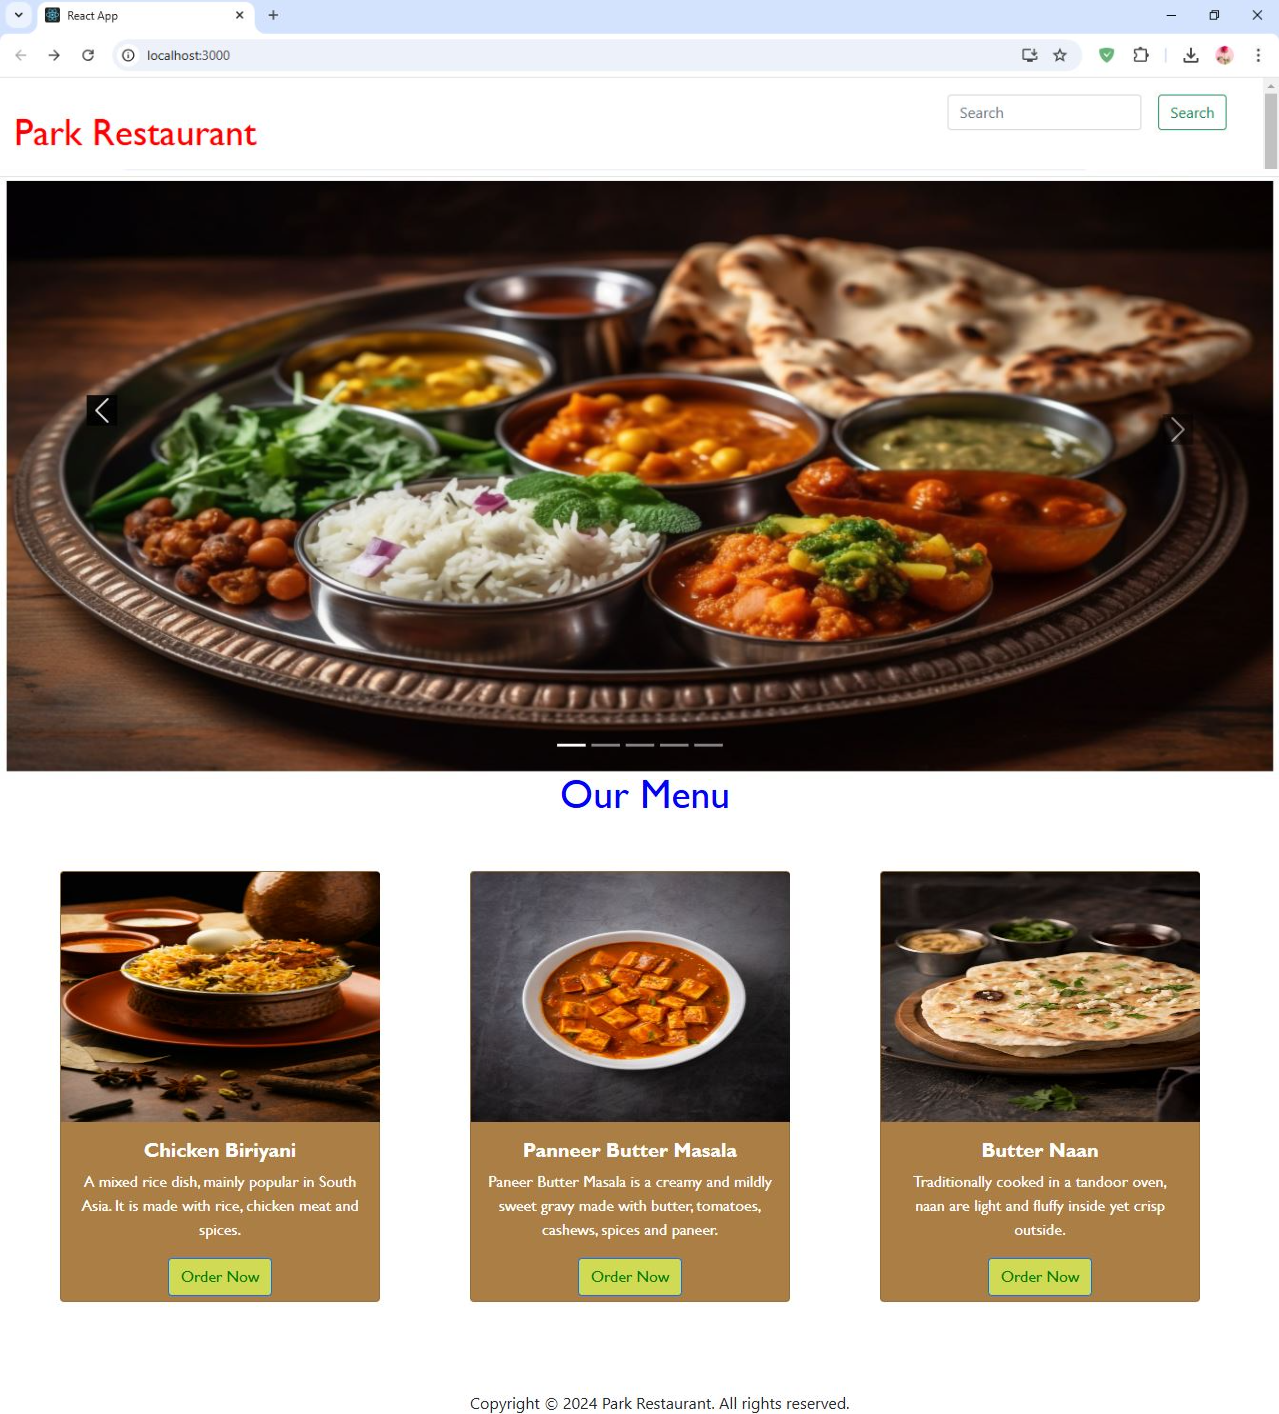 React App
localhost:3000
Park Restaurant
Search
Search
Our Menu
Chicken Biriyani
A mixed rice dish, mainly popular in South
Asia. It is made with rice, chicken meat and
spices.
Order Now
Panneer Butter Masala
Paneer Butter Masala is a creamy and mildly
sweet gravy made with butter, tomatoes,
cashews, spices and paneer.
Order Now
Butter Naan
Traditionally cooked in a tandoor oven,
naan are light and fluffy inside yet crisp
outside.
Order Now
Copyright © 2024 Park Restaurant. All rights reserved.